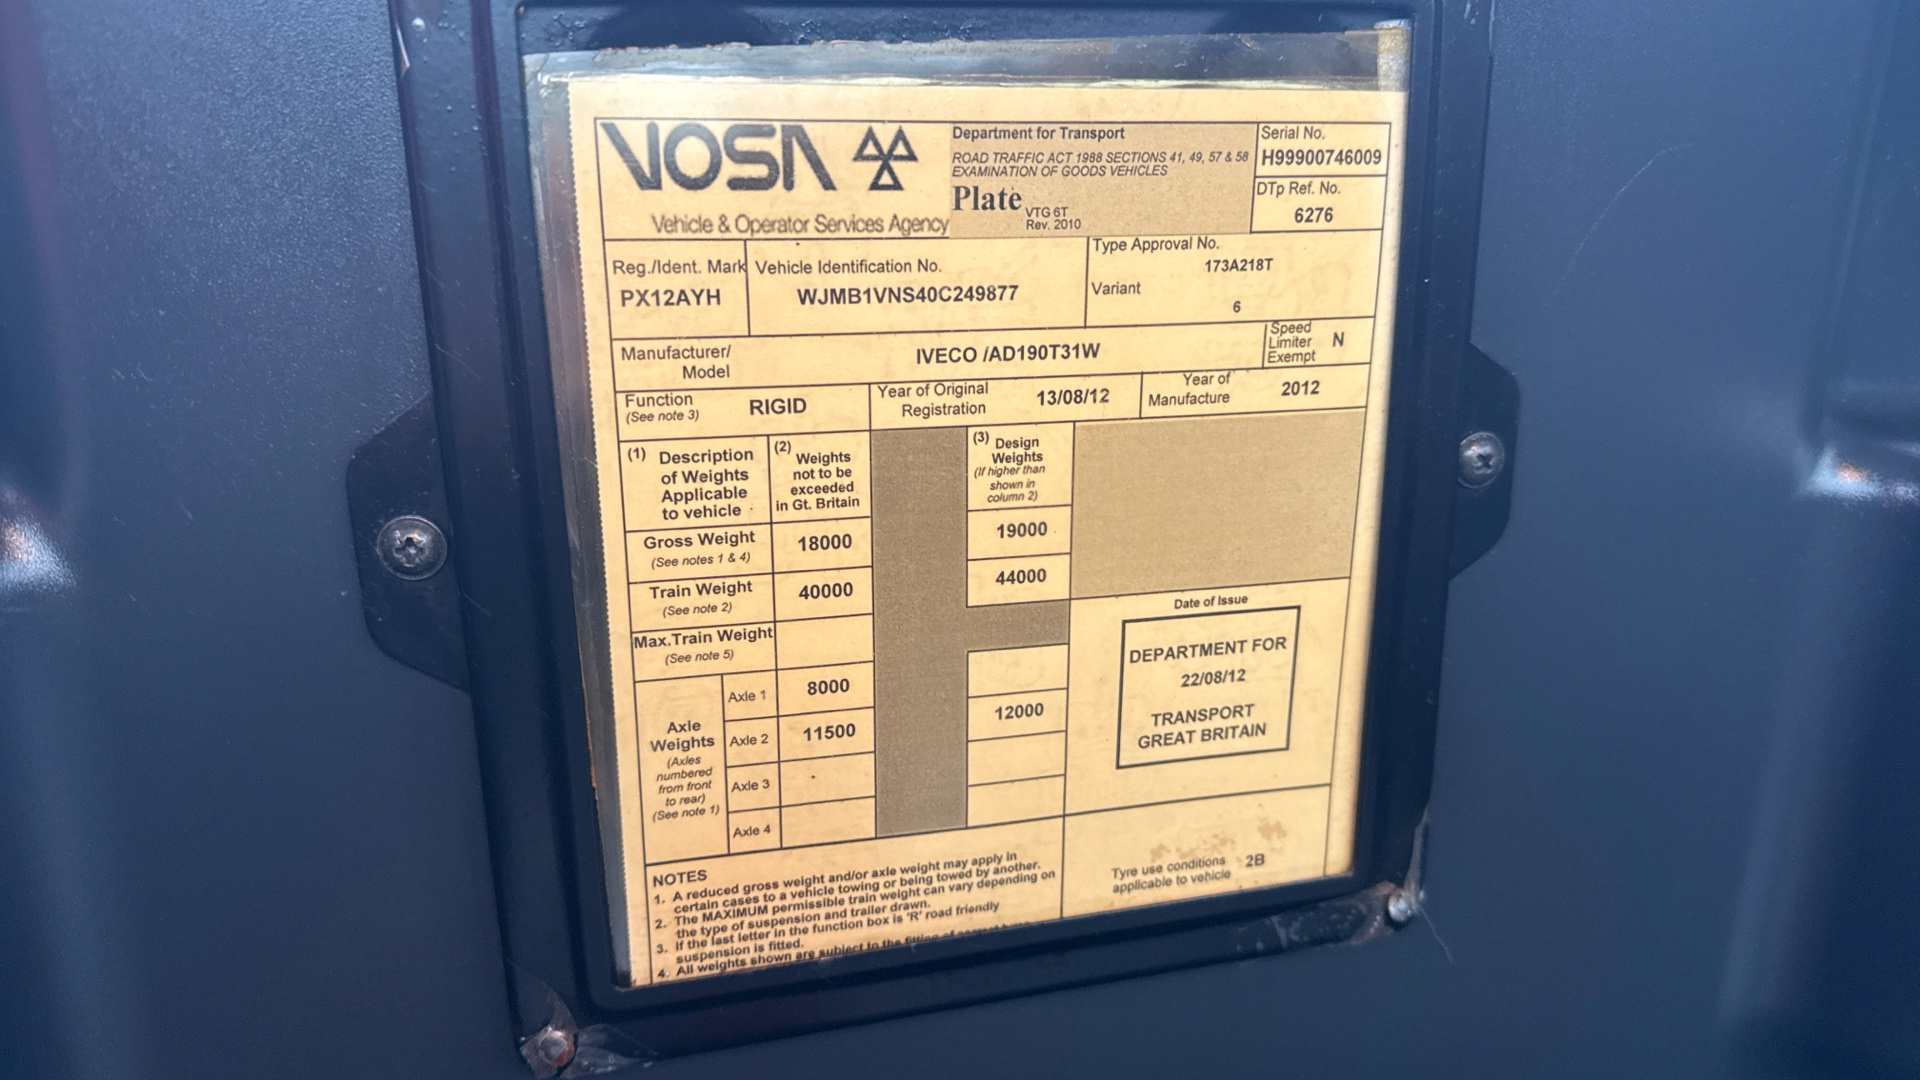 VOSA
Vehicle & Operator Services Agency
Department for Transport
ROAD TRAFFIC ACT 1988 SECTIONS 41, 49, 57 & 58
EXAMINATION OF GOODS VEHICLES
Plate VTG 6T
Rev. 2010
Serial No.
H99900746009
DTp Ref. No.
6276
Reg./Ident. Mark
PX12AYH
Vehicle Identification No.
WJMB1VNS40C249877
Type Approval No.
173A218T
Variant
6
Manufacturer/
Model
IVECO /AD190T31W
Speed
Limiter
Exempt
N
Function
(See note 3)
RIGID
Year of Original
Registration
13/08/12
Year of
Manufacture
2012
(1) Description
of Weights
Applicable
to vehicle
(2) Weights
not to be
exceeded
in Gt. Britain
(3) Design
Weights
(If higher than
shown in
column 2)
Gross Weight
(See notes 1 & 4)
18000
19000
Train Weight
(See note 2)
40000
44000
Max.Train Weight
(See note 5)
Axle
Weights
(Axles
numbered
from front
to rear)
(See note 1)
Axle 1
8000
Axle 2
11500
12000
Axle 3
Axle 4
Date of Issue
DEPARTMENT FOR
22/08/12
TRANSPORT
GREAT BRITAIN
Tyre use conditions
applicable to vehicle
2B
NOTES
1. A reduced gross weight and/or axle weight may apply in
certain cases to a vehicle towing or being towed by another.
2. The MAXIMUM permissible train weight can vary depending on
the type of suspension and trailer drawn.
3. If the last letter in the function box is 'R' road friendly
suspension is fitted.
4. All weights shown are subject to the fitting of